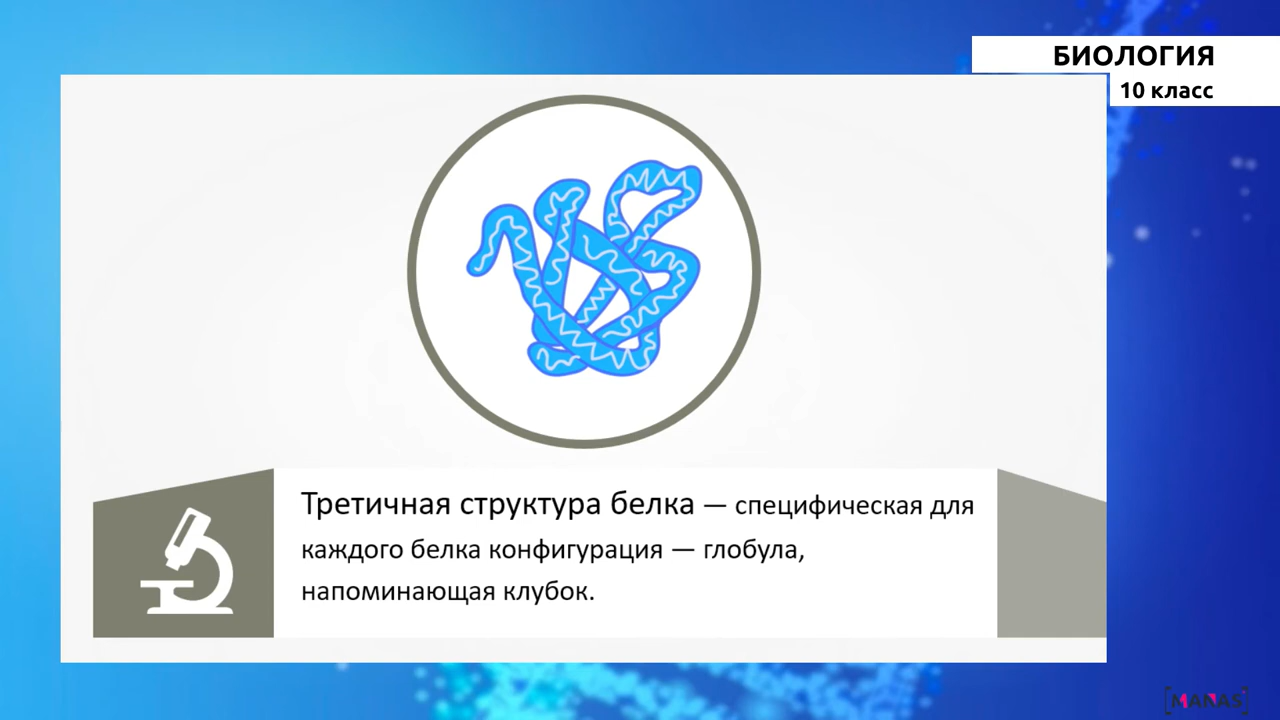 БИОЛОГИЯ
10 класс
Третичная структура белка — специфическая для
каждого белка конфигурация — глобула,
напоминающая клубок.
[MANAS]